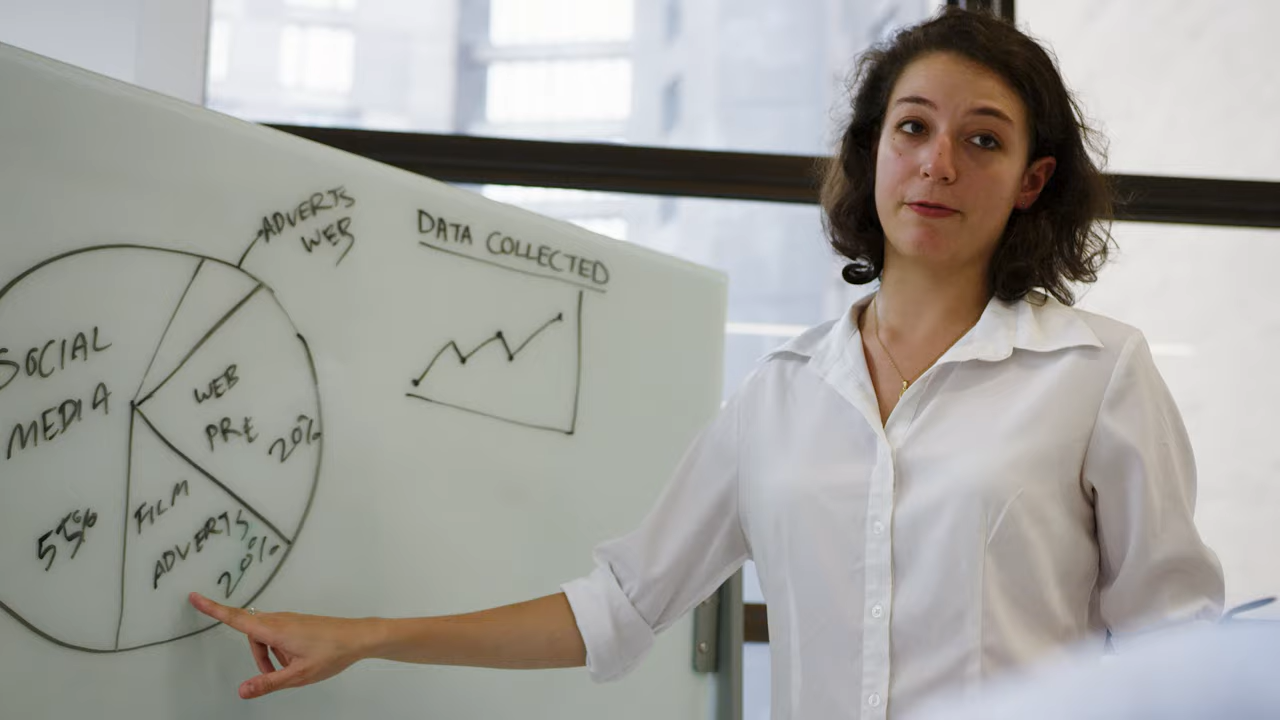 ADVERTS
WEB
DATA COLLECTED
SOCIAL
MEDIA
55%
WEB
PRE
20%
FILM
ADVERTS
20%